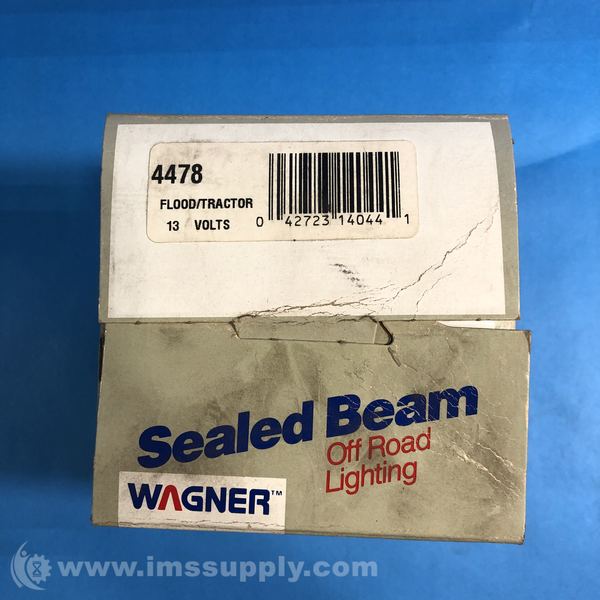 4478
FLOOD/TRACTOR
13 VOLTS
0 42723 14044 1
Sealed Beam
Off Road
Lighting
WAGNER™
www.imssupply.com